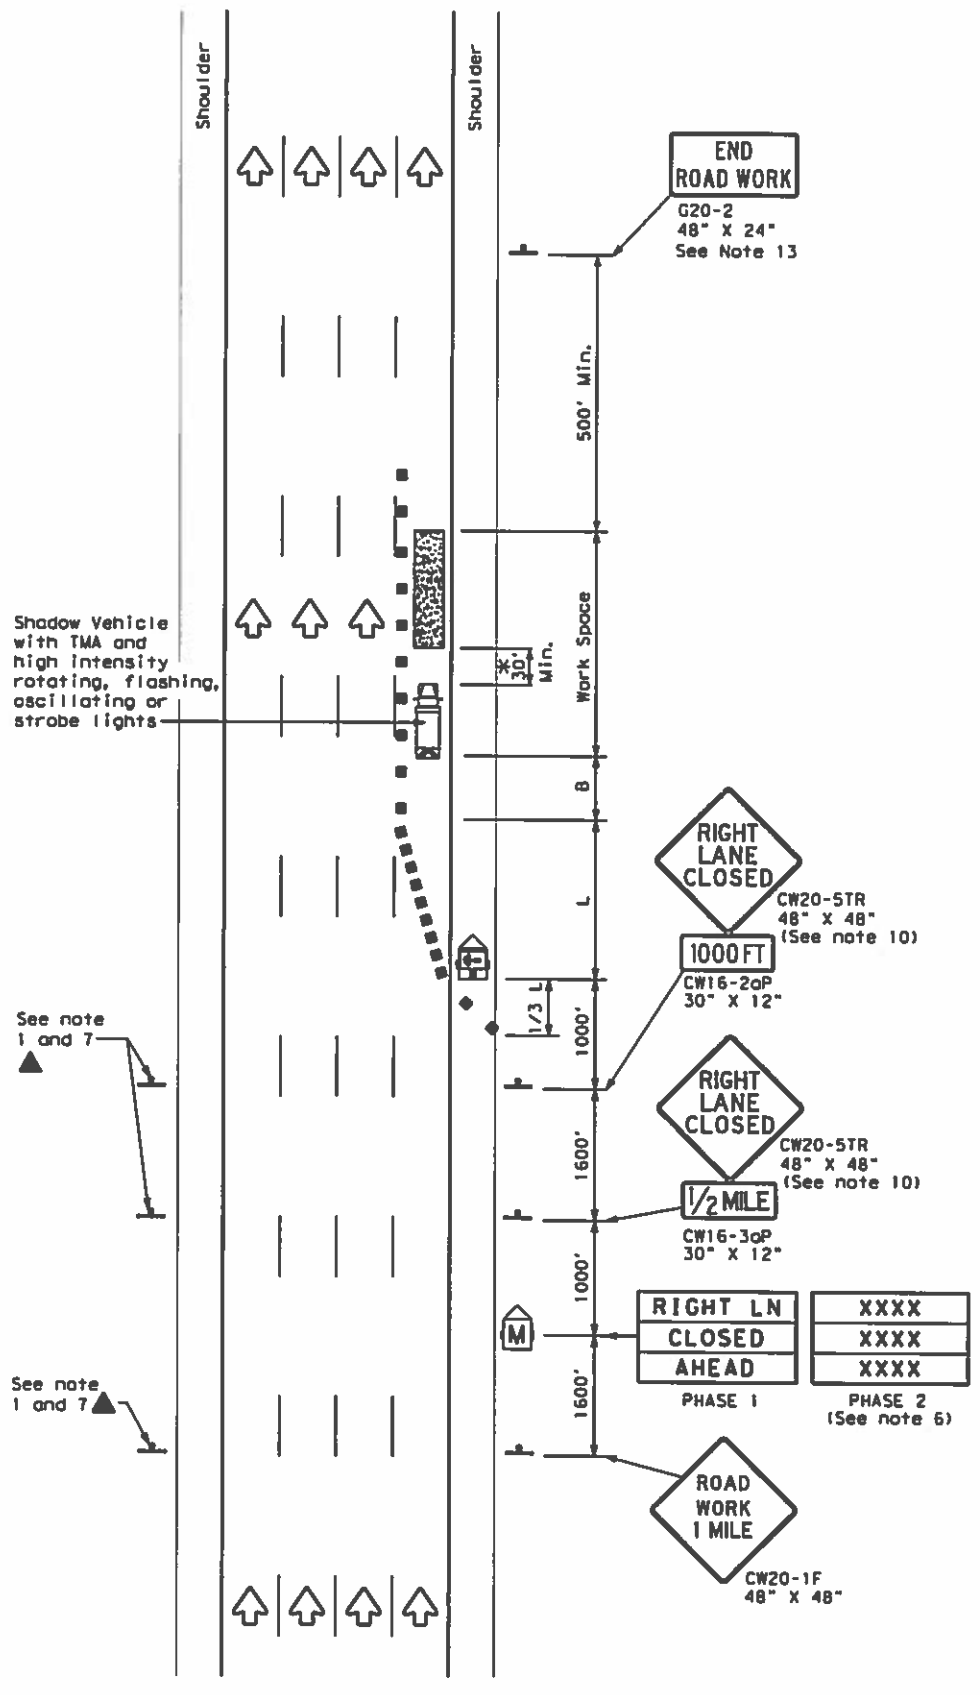 Shoulder
Shoulder
END
ROAD WORK
G20-2
48" X 24"
See Note 13
500' Min.
Shadow Vehicle
with TMA and
high intensity
rotating, flashing,
oscillating or
strobe lights
* 30'
Min.
Work Space
B
L
RIGHT
LANE
CLOSED
CW20-5TR
48" X 48"
(See note 10)
1000 FT
CW16-2aP
30" X 12"
1/3 L
1000'
See note
1 and 7
RIGHT
LANE
CLOSED
CW20-5TR
48" X 48"
(See note 10)
1600'
1/2 MILE
CW16-3aP
30" X 12"
1000'
M
RIGHT LN
CLOSED
AHEAD
PHASE 1
XXXX
XXXX
XXXX
PHASE 2
(See note 6)
See note
1 and 7
1600'
ROAD
WORK
1 MILE
CW20-1F
48" X 48"